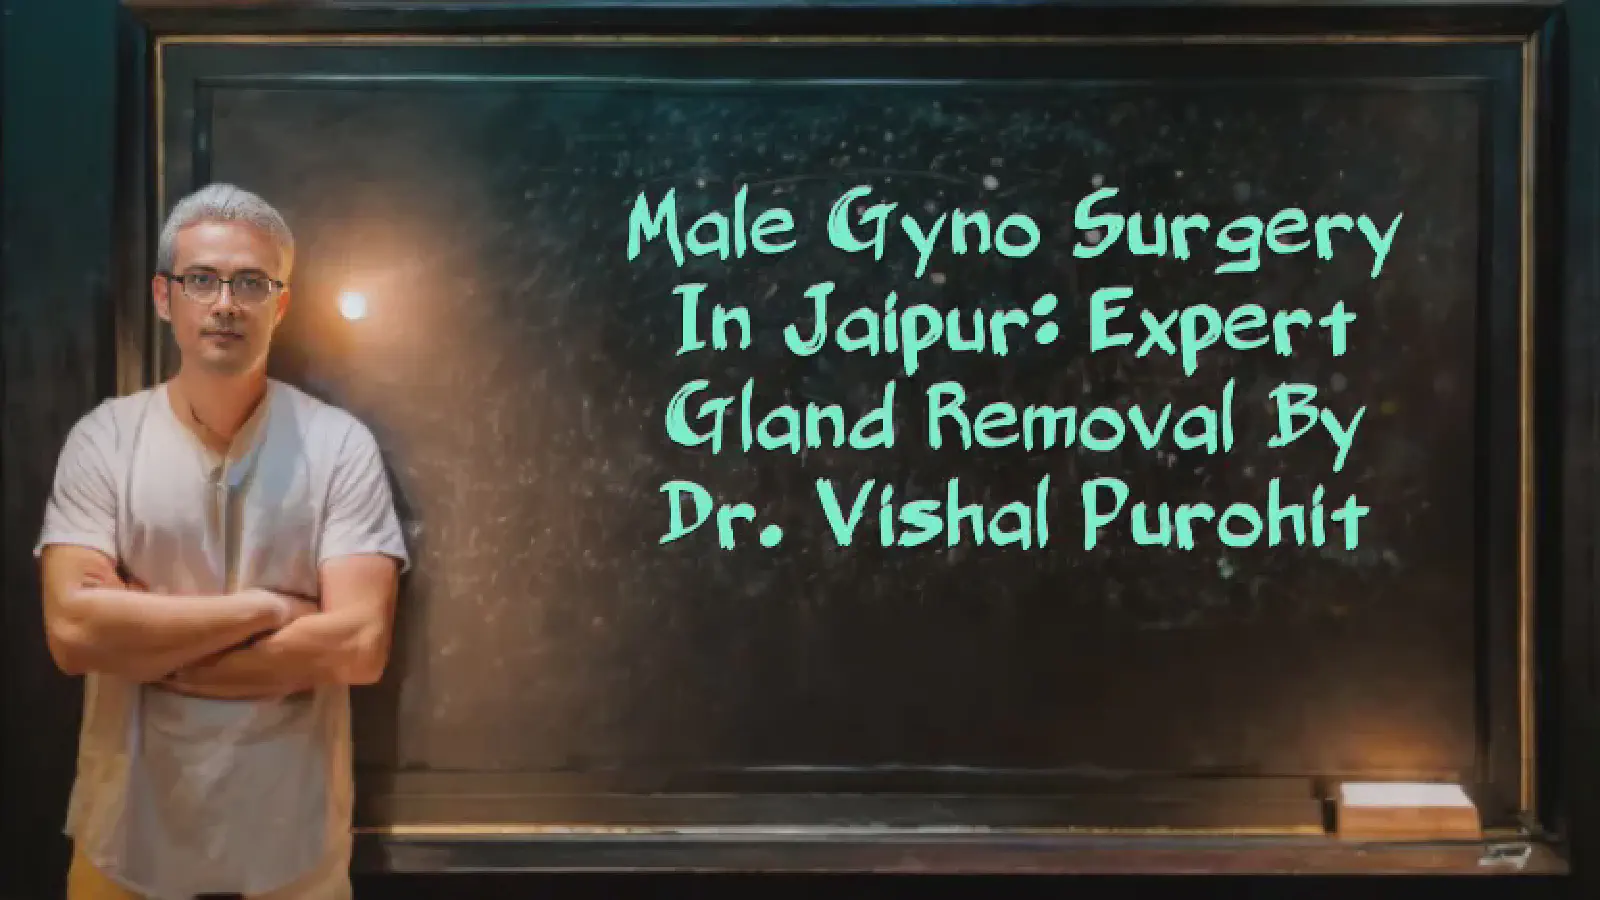 Male Gyno Surgery
In Jaipur: Expert
Gland Removal By
Dr. Vishal Purohit